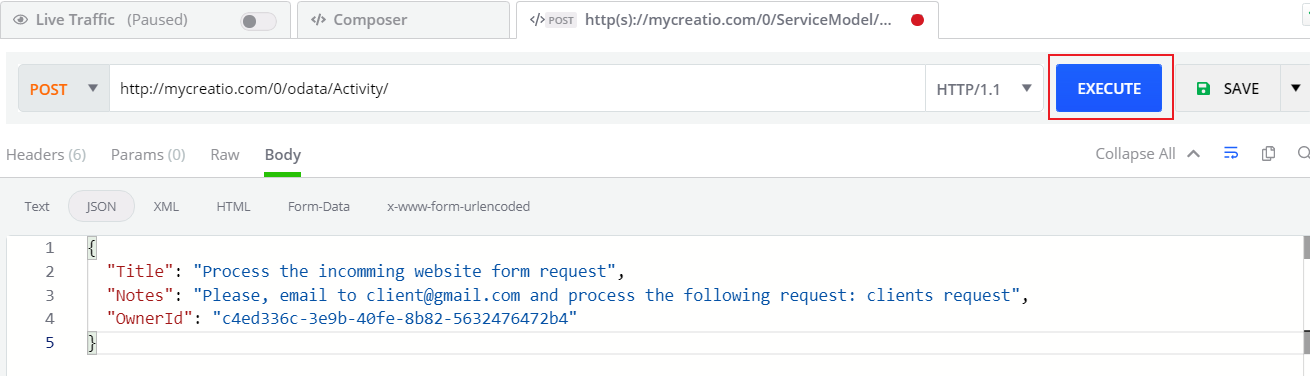 Live Traffic (Paused) </> Composer </> POST http(s)://mycreatio.com/0/ServiceModel/...
POST http://mycreatio.com/0/odata/Activity/ HTTP/1.1 EXECUTE SAVE
Headers (6) Params (0) Raw Body Collapse All
Text JSON XML HTML Form-Data x-www-form-urlencoded
1 {
2 "Title": "Process the incomming website form request",
3 "Notes": "Please, email to client@gmail.com and process the following request: clients request",
4 "OwnerId": "c4ed336c-3e9b-40fe-8b82-5632476472b4"
5 }